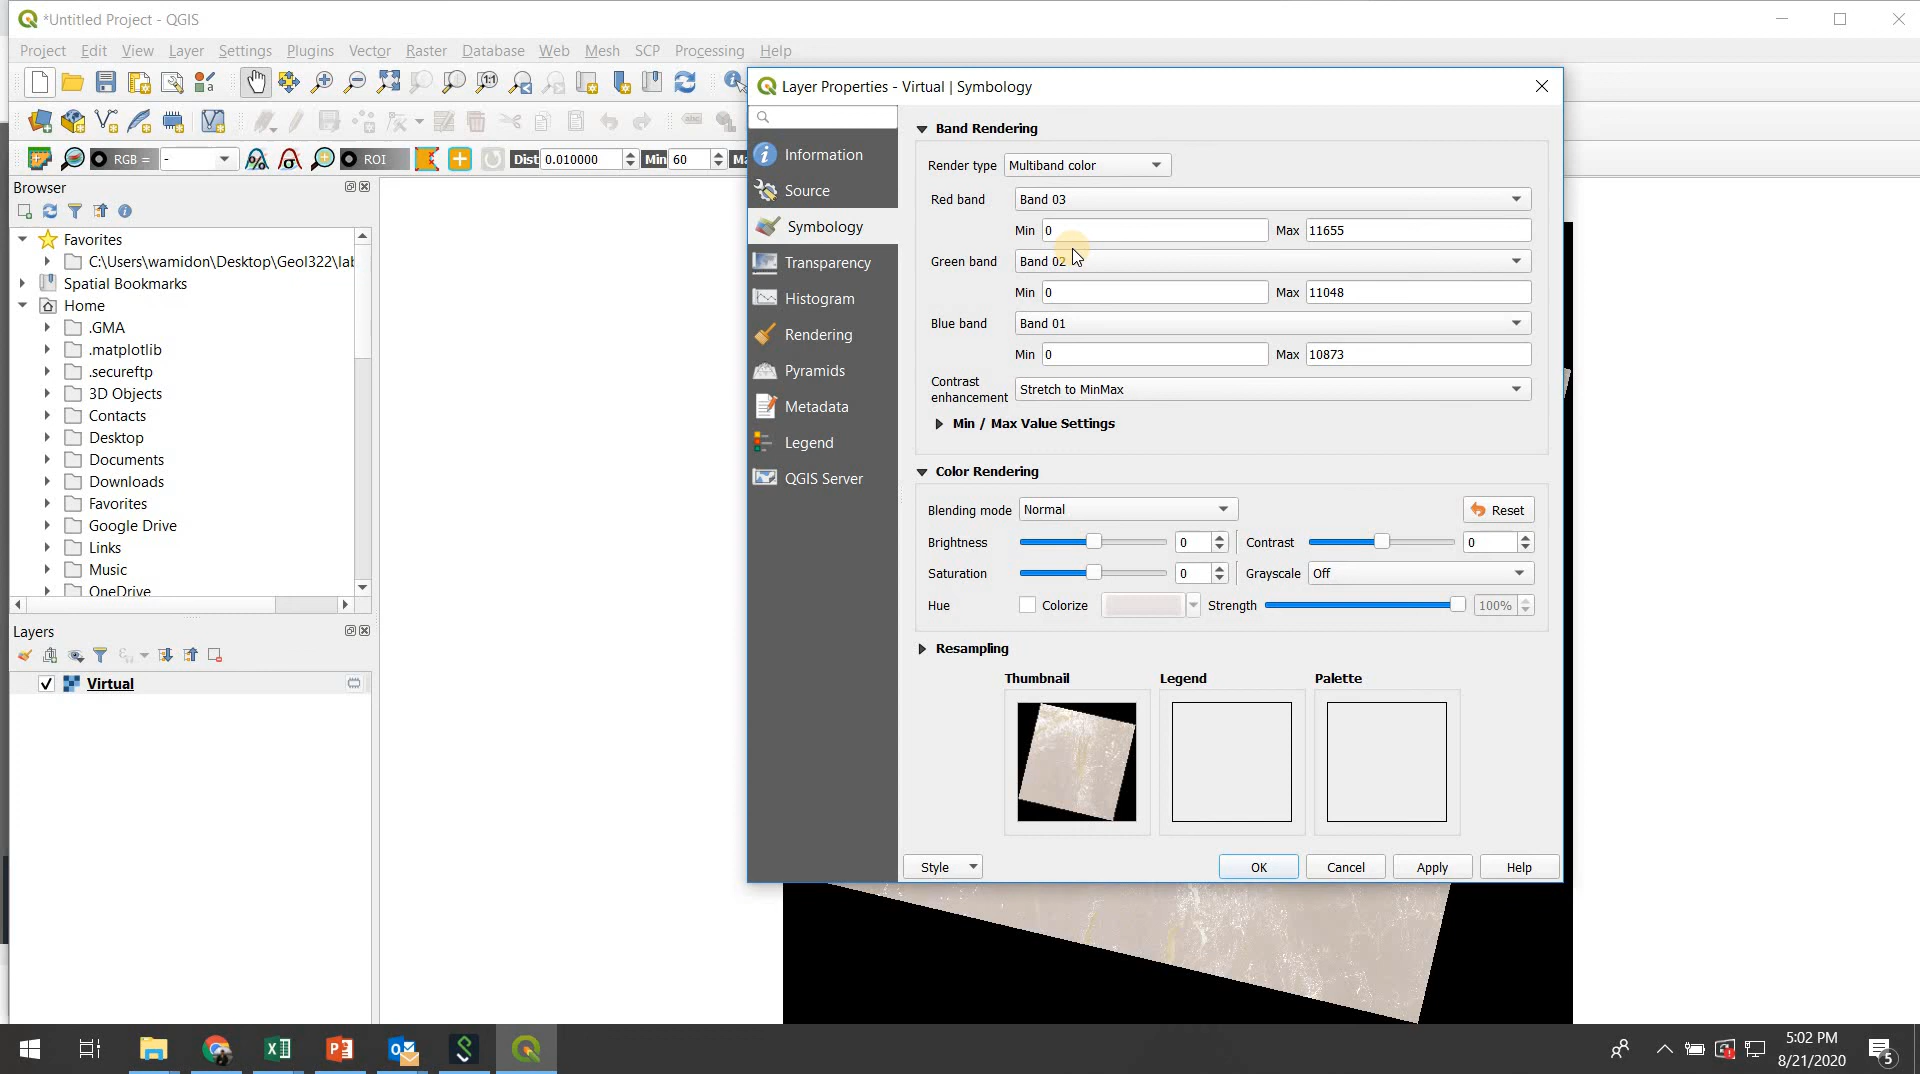 *Untitled Project - QGIS
Project Edit View Layer Settings Plugins Vector Raster Database Web Mesh SCP Processing Help
RGB = - ROI Dist 0.010000 Min 60
Browser
Favorites
C:\Users\wamidon\Desktop\Geol322\lab
Spatial Bookmarks
Home
.GMA
.matplotlib
.secureftp
3D Objects
Contacts
Desktop
Documents
Downloads
Favorites
Google Drive
Links
Music
OneDrive
Layers
Virtual
Layer Properties - Virtual | Symbology
Information
Source
Symbology
Transparency
Histogram
Rendering
Pyramids
Metadata
Legend
QGIS Server
Band Rendering
Render type Multiband color
Red band Band 03
Min 0 Max 11655
Green band Band 02
Min 0 Max 11048
Blue band Band 01
Min 0 Max 10873
Contrast enhancement Stretch to MinMax
Min / Max Value Settings
Color Rendering
Blending mode Normal Reset
Brightness 0 Contrast 0
Saturation 0 Grayscale Off
Hue Colorize Strength 100%
Resampling
Thumbnail Legend Palette
Style OK Cancel Apply Help
5:02 PM
8/21/2020
5